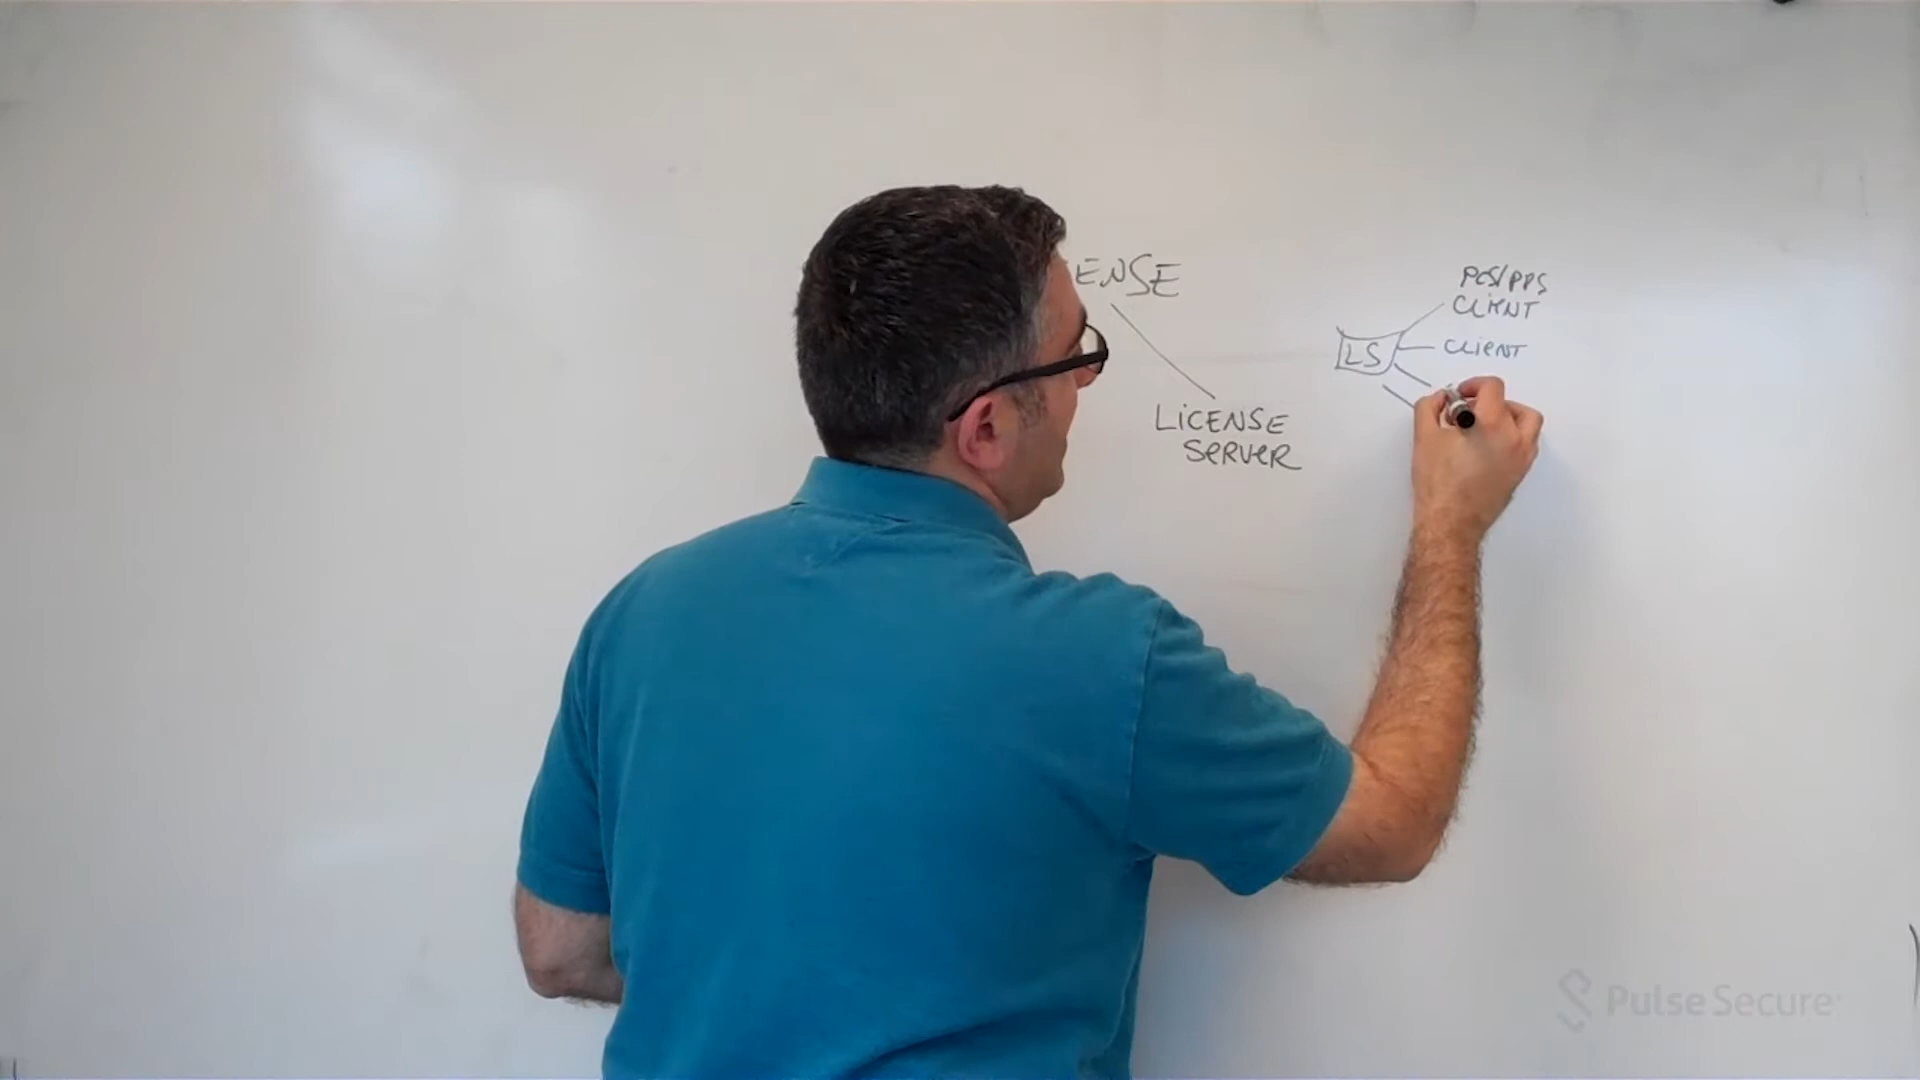 ENSE
LICENSE
SERVER
LS
PCS/PPS
CLIENT
CLIENT
Pulse Secure